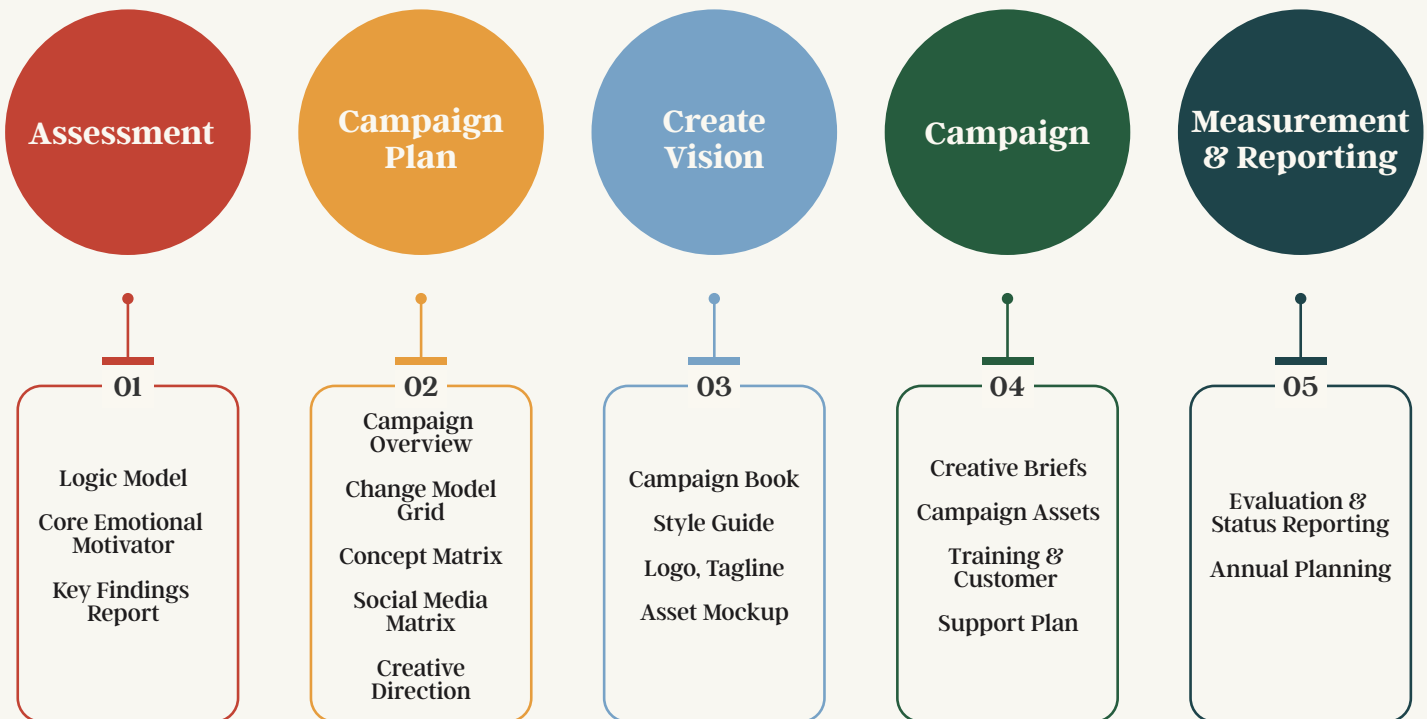 Assessment
Campaign
Plan
Create
Vision
Campaign
Measurement
& Reporting
01
Logic Model
Core Emotional
Motivator
Key Findings
Report
02
Campaign
Overview
Change Model
Grid
Concept Matrix
Social Media
Matrix
Creative
Direction
03
Campaign Book
Style Guide
Logo, Tagline
Asset Mockup
04
Creative Briefs
Campaign Assets
Training &
Customer
Support Plan
05
Evaluation &
Status Reporting
Annual Planning